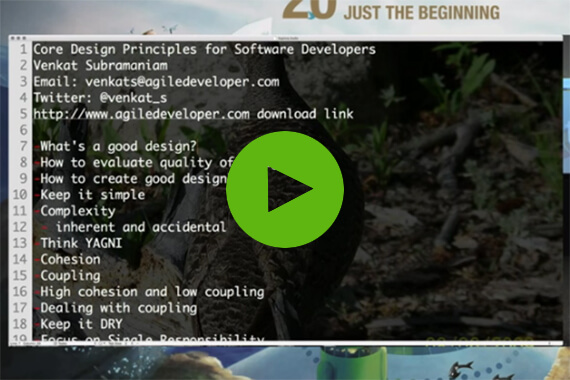 20 JUST THE BEGINNING
1 Core Design Principles for Software Developers
2 Venkat Subramaniam
3 Email: venkats@agiledeveloper.com
4 Twitter: @venkat_s
5 http://www.agiledeveloper.com download link
6
7 What's a good design?
8 How to evaluate quality of
9 How to create good design
10 Keep it simple
11 Complexity
12 - inherent and accidental
13 Think YAGNI
14 Cohesion
15 Coupling
16 High cohesion and low coupling
17 Dealing with coupling
18 Keep it DRY
19 Focus on Single Responsibility